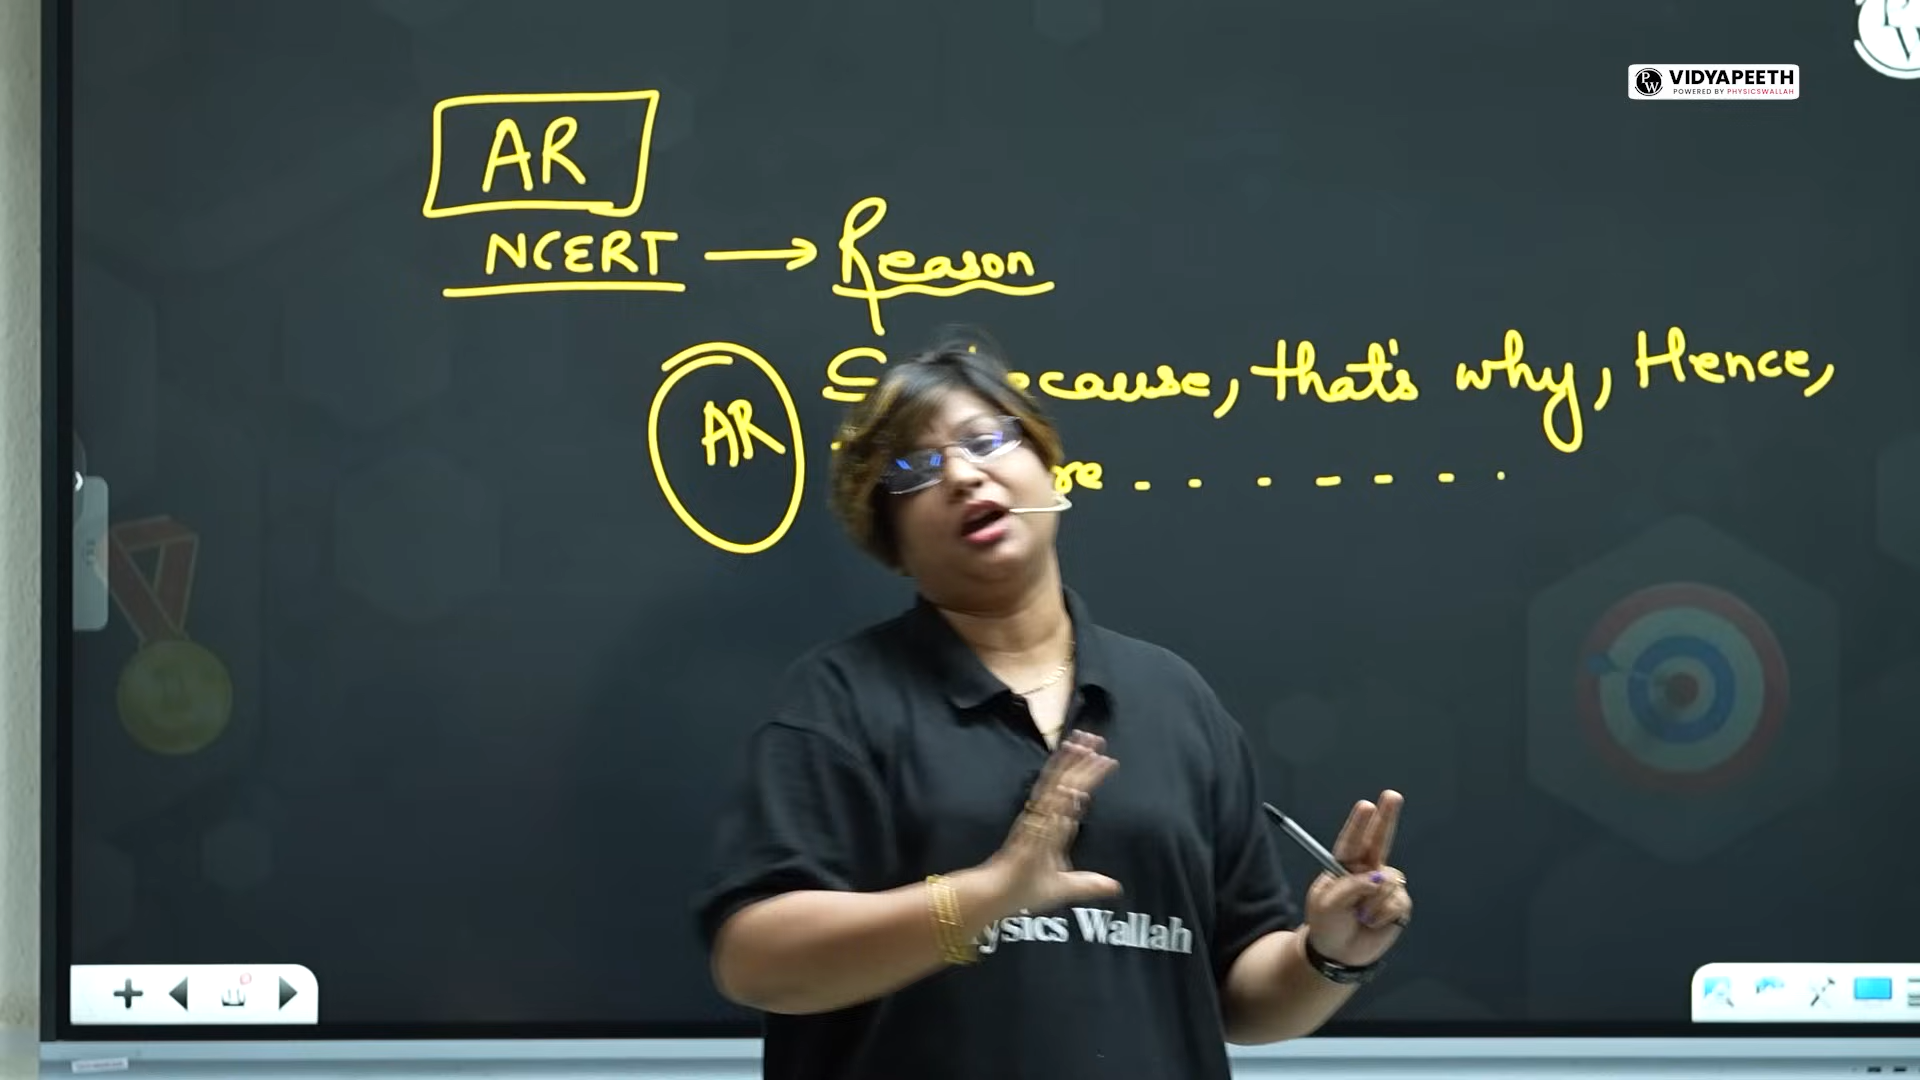 VIDYAPEETH
POWERED BY PHYSICSWALLAH
AR
NCERT → Reason
AR
ecause, that's why, Hence,
re - - - - - - .
ysics Wallah